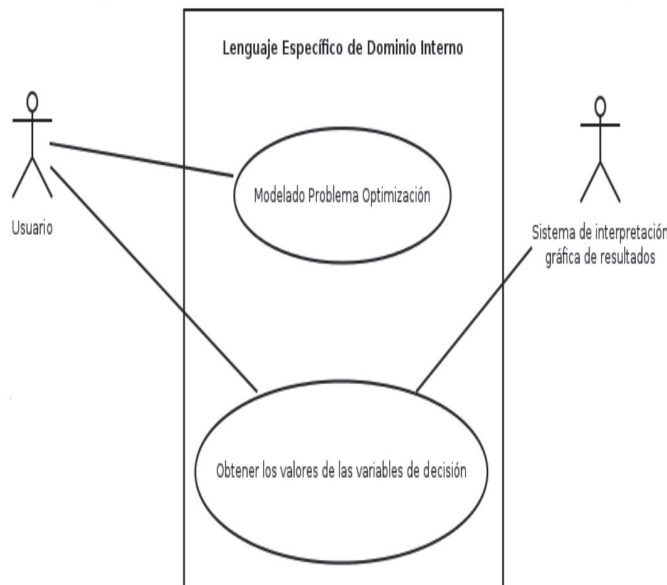 Lenguaje Específico de Dominio Interno
Modelado Problema Optimización
Usuario
Sistema de interpretación
gráfica de resultados
Obtener los valores de las variables de decisión